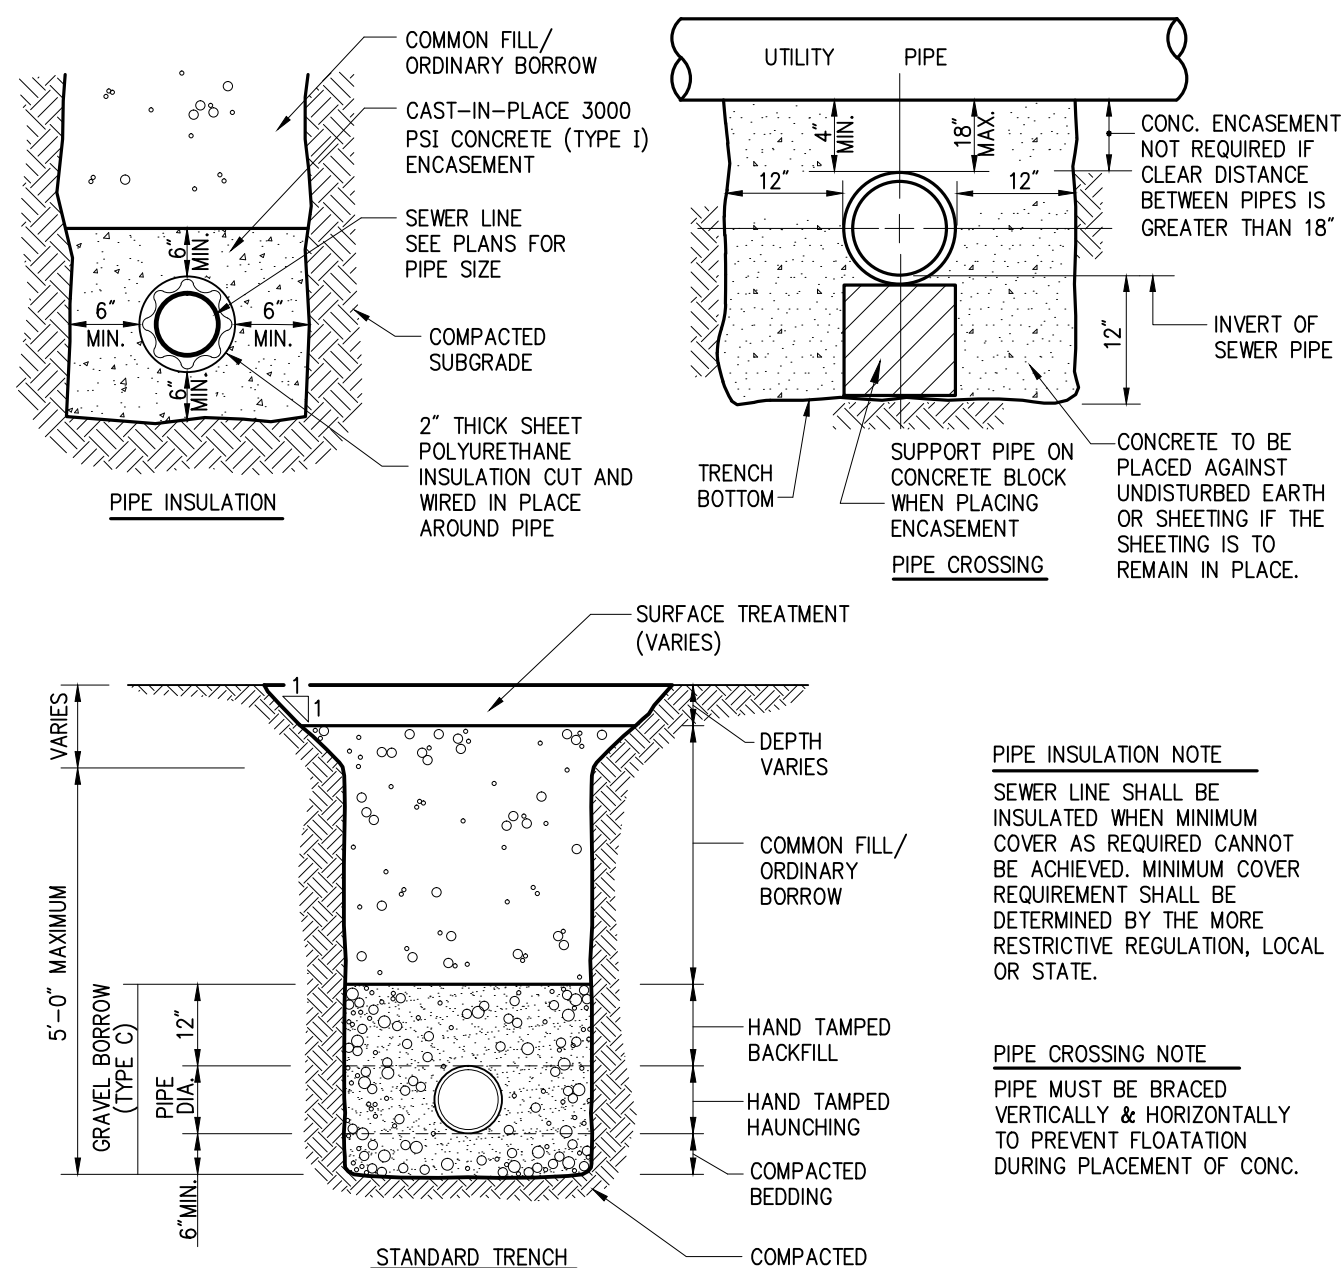 COMMON FILL/
ORDINARY BORROW
CAST-IN-PLACE 3000
PSI CONCRETE (TYPE I)
ENCASEMENT
SEWER LINE
SEE PLANS FOR
PIPE SIZE
6"
MIN.
6"
MIN.
6"
MIN.
6"
MIN.
COMPACTED
SUBGRADE
2" THICK SHEET
POLYURETHANE
INSULATION CUT AND
WIRED IN PLACE
AROUND PIPE
PIPE INSULATION
UTILITY PIPE
4"
MIN.
18"
MAX.
12"
12"
CONC. ENCASEMENT
NOT REQUIRED IF
CLEAR DISTANCE
BETWEEN PIPES IS
GREATER THAN 18"
12"
INVERT OF
SEWER PIPE
TRENCH
BOTTOM
SUPPORT PIPE ON
CONCRETE BLOCK
WHEN PLACING
ENCASEMENT
CONCRETE TO BE
PLACED AGAINST
UNDISTURBED EARTH
OR SHEETING IF THE
SHEETING IS TO
REMAIN IN PLACE.
PIPE CROSSING
SURFACE TREATMENT
(VARIES)
1
1
VARIES
DEPTH
VARIES
COMMON FILL/
ORDINARY
BORROW
5'-0" MAXIMUM
GRAVEL BORROW
(TYPE C)
12"
PIPE
DIA.
6"MIN.
HAND TAMPED
BACKFILL
HAND TAMPED
HAUNCHING
COMPACTED
BEDDING
COMPACTED
STANDARD TRENCH
PIPE INSULATION NOTE
SEWER LINE SHALL BE
INSULATED WHEN MINIMUM
COVER AS REQUIRED CANNOT
BE ACHIEVED. MINIMUM COVER
REQUIREMENT SHALL BE
DETERMINED BY THE MORE
RESTRICTIVE REGULATION, LOCAL
OR STATE.
PIPE CROSSING NOTE
PIPE MUST BE BRACED
VERTICALLY & HORIZONTALLY
TO PREVENT FLOATATION
DURING PLACEMENT OF CONC.